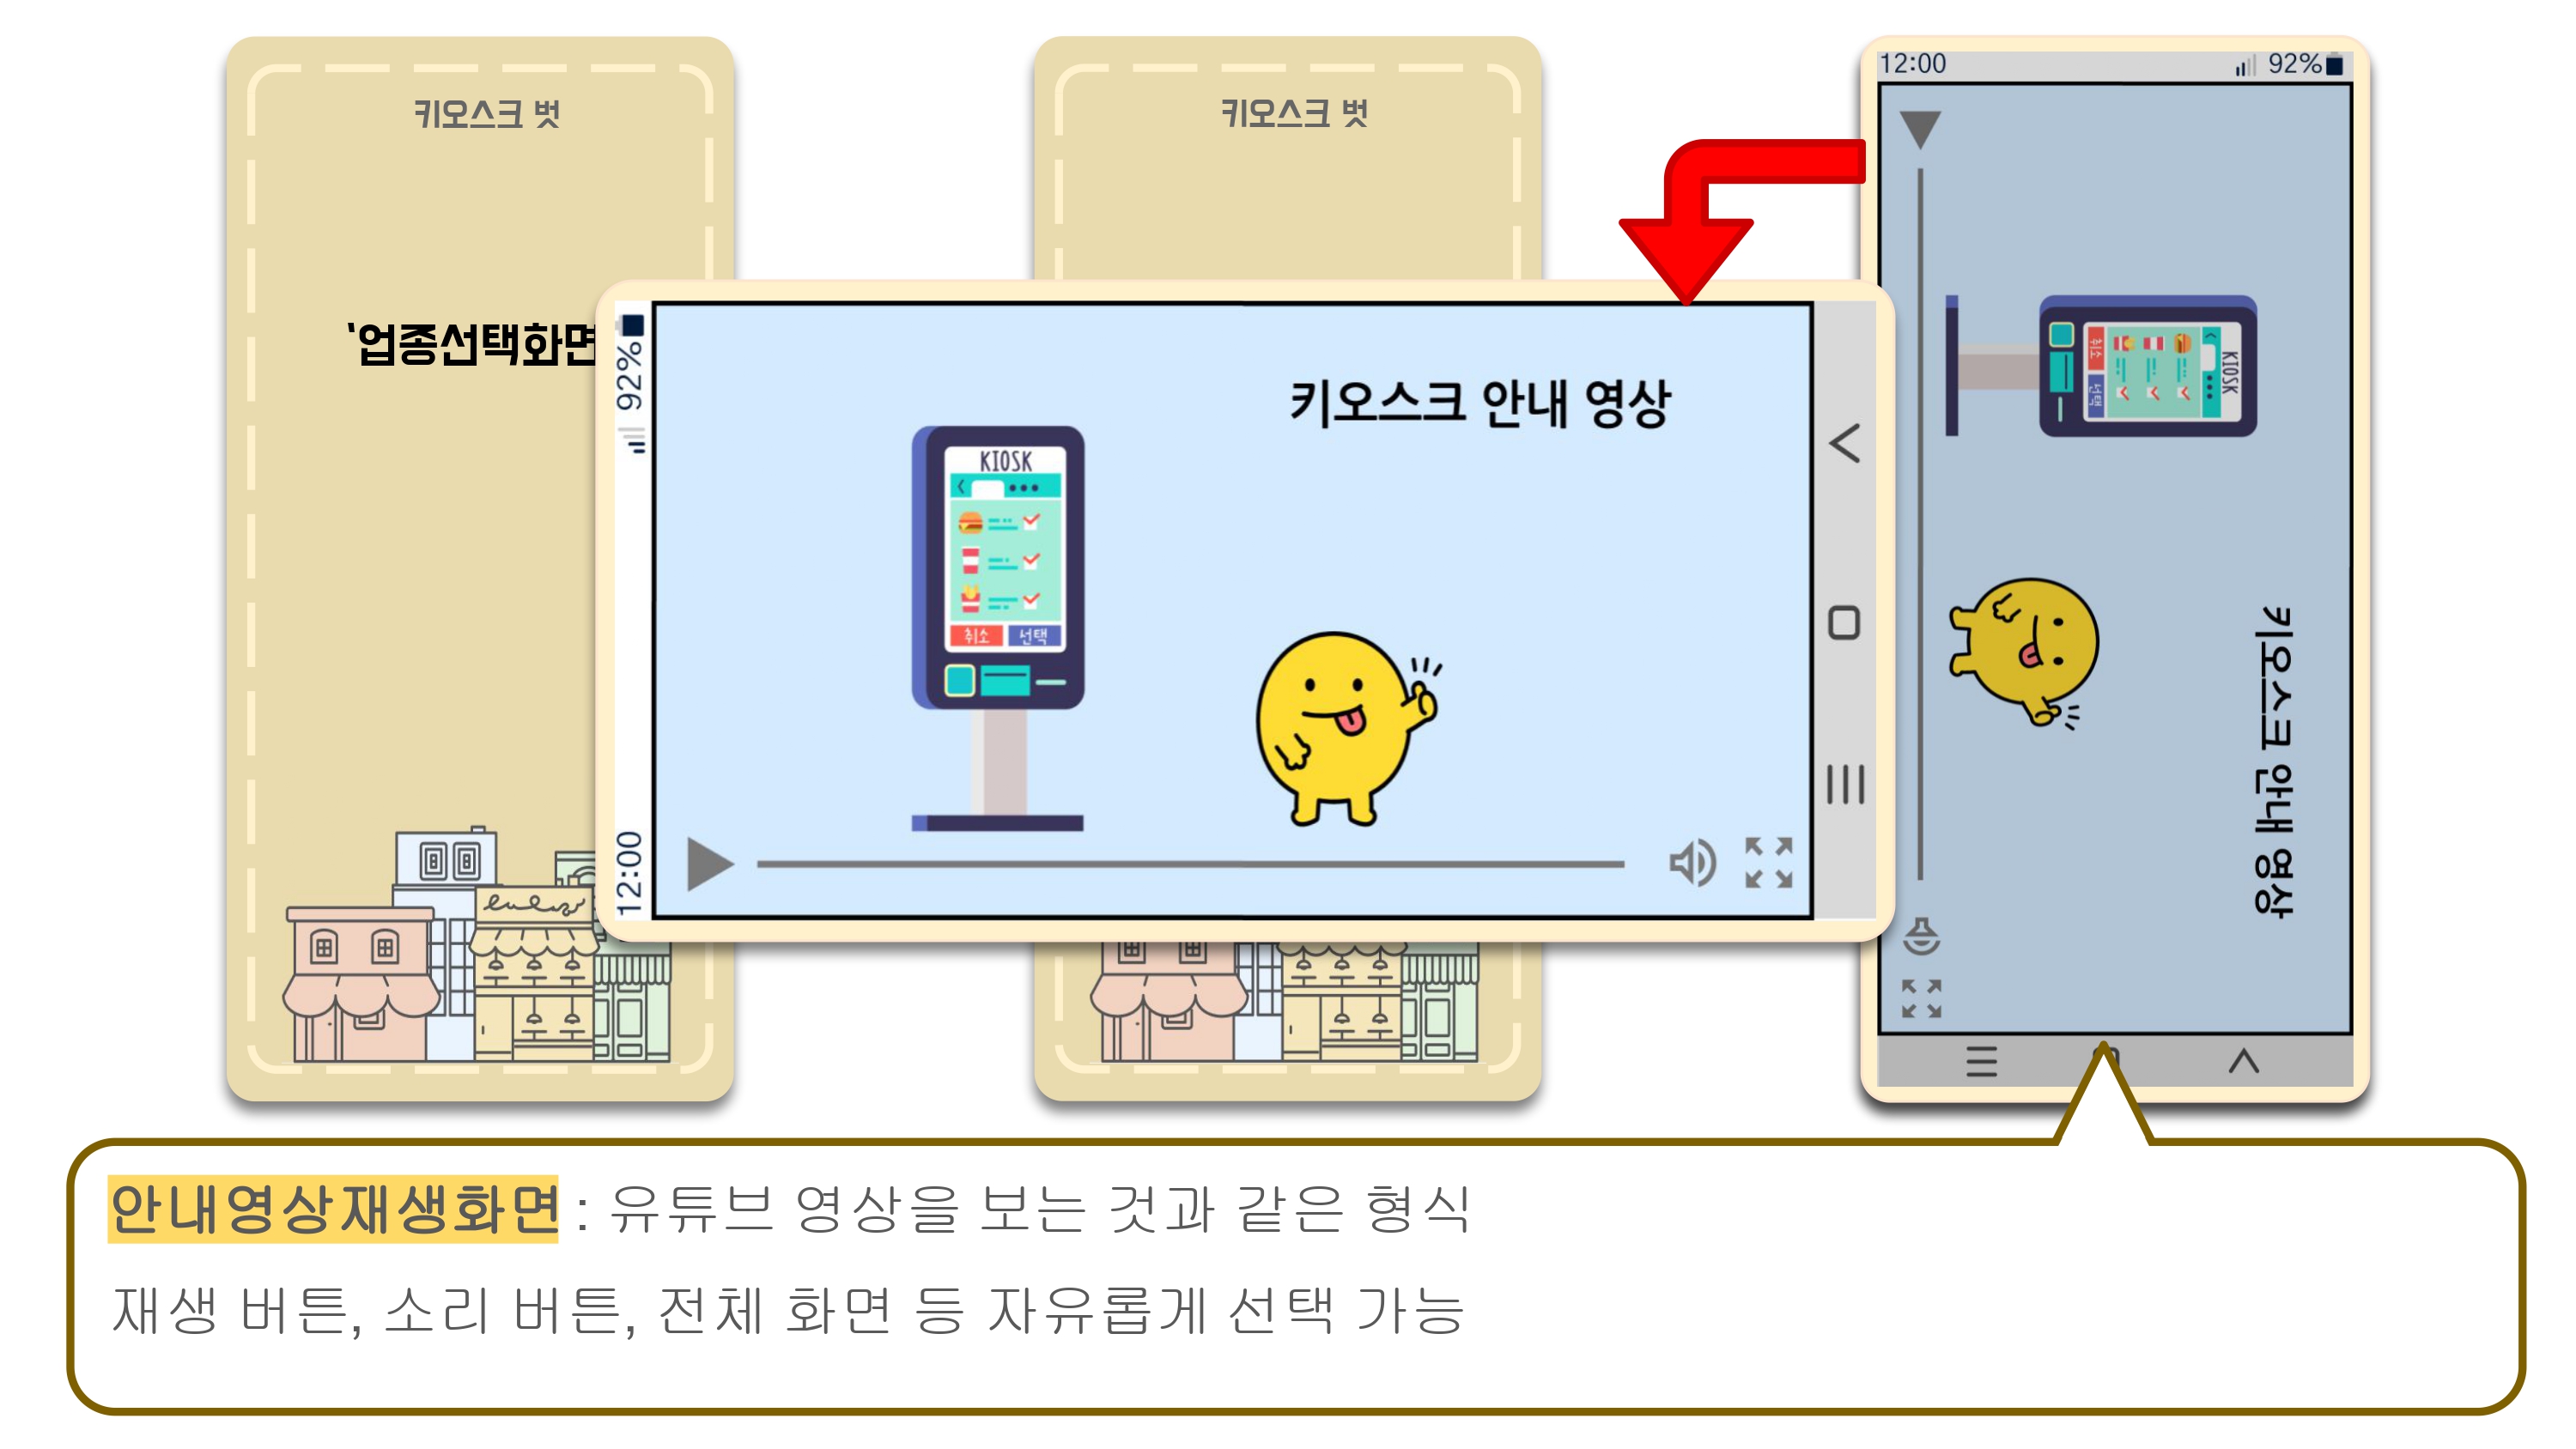 키오스크 벗
키오스크 벗
12:00
92%
‘업종선택화면
92%
12:00
키오스크 안내 영상
KIOSK
취소 선택
KIOSK
취소 선택
키오스크 안내 영상
안내영상재생화면 : 유튜브 영상을 보는 것과 같은 형식
재생 버튼, 소리 버튼, 전체 화면 등 자유롭게 선택 가능